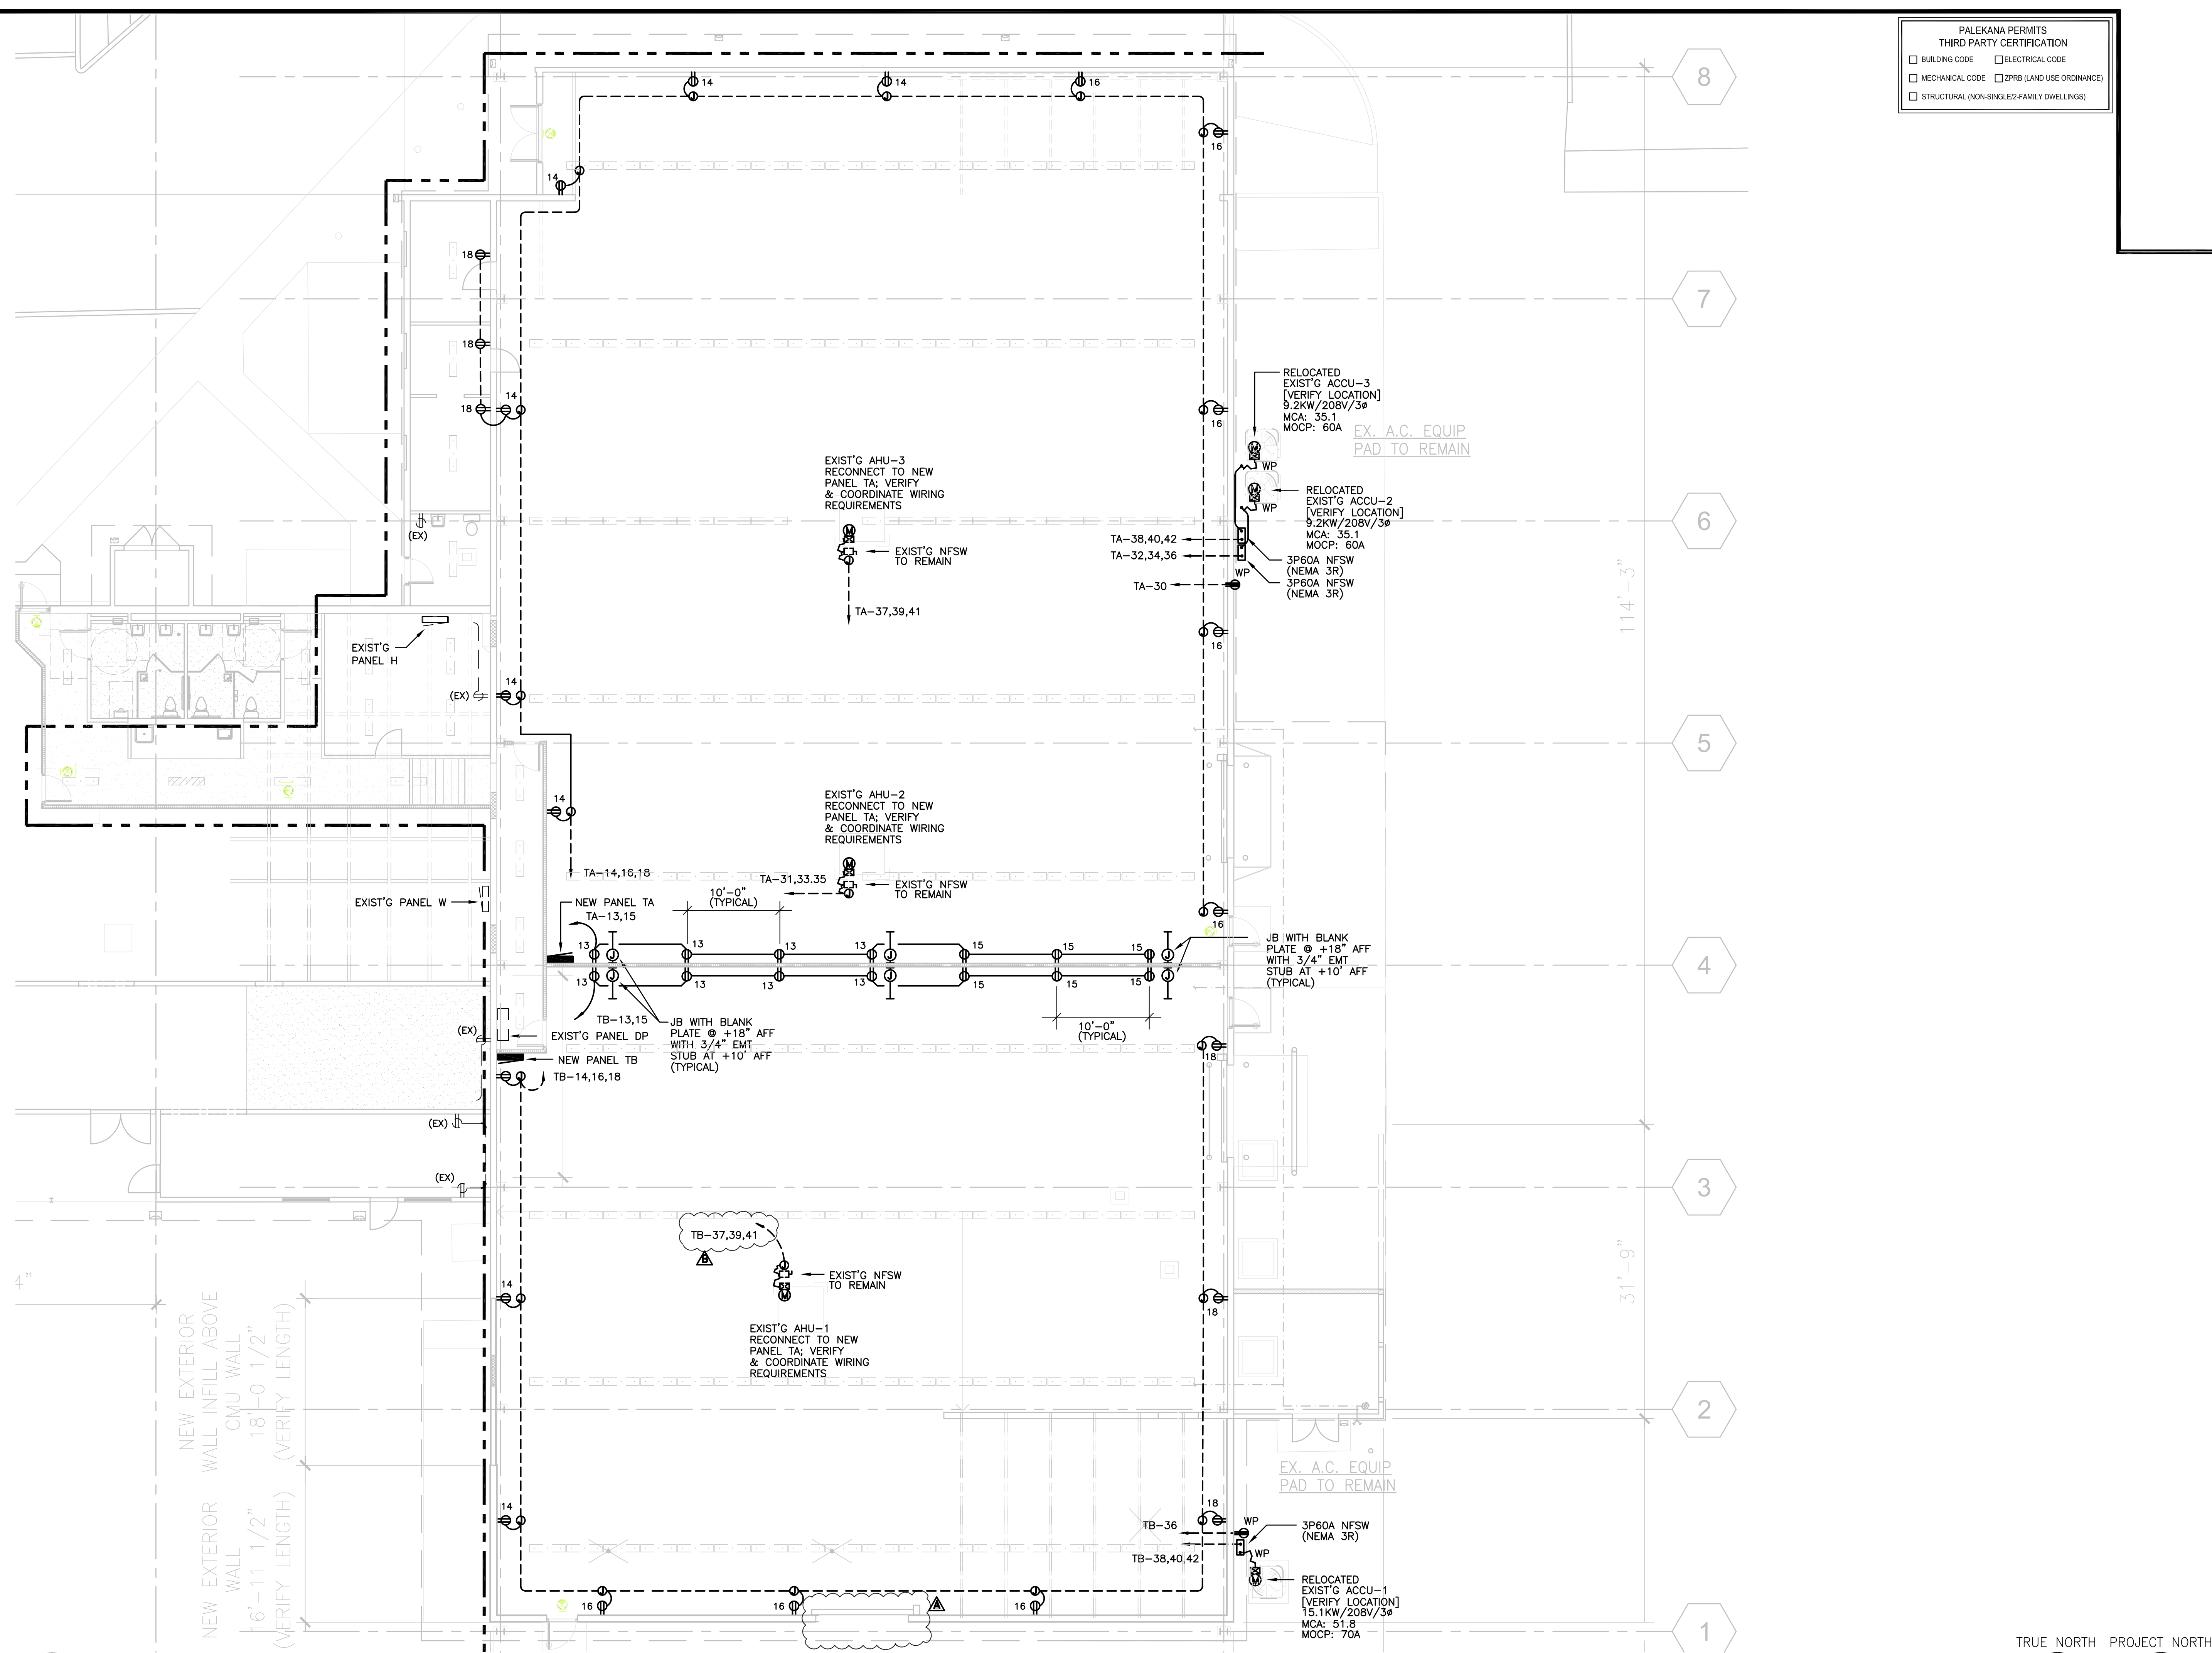 PALEKANA PERMITS
THIRD PARTY CERTIFICATION
BUILDING CODE
ELECTRICAL CODE
MECHANICAL CODE
ZPRB (LAND USE ORDINANCE)
STRUCTURAL (NON-SINGLE/2-FAMILY DWELLINGS)
8
14
14
16
16
14
18
7
18
RELOCATED
EXIST'G ACCU-3
[VERIFY LOCATION]
9.2KW/208V/3ø
MCA: 35.1
MOCP: 60A
EX. A.C. EQUIP
PAD TO REMAIN
18
14
16
M
WP
EXIST'G AHU-3
RECONNECT TO NEW
PANEL TA; VERIFY
& COORDINATE WIRING
REQUIREMENTS
M
WP
RELOCATED
EXIST'G ACCU-2
[VERIFY LOCATION]
9.2KW/208V/3ø
MCA: 35.1
MOCP: 60A
6
(EX)
M
EXIST'G NFSW
TO REMAIN
TA-38,40,42
TA-32,34,36
3P60A NFSW
(NEMA 3R)
3P60A NFSW
(NEMA 3R)
WP
TA-30
TA-37,39,41
114'-3"
EXIST'G
PANEL H
16
(EX)
14
5
EXIST'G AHU-2
RECONNECT TO NEW
PANEL TA; VERIFY
& COORDINATE WIRING
REQUIREMENTS
14
M
EXIST'G NFSW
TO REMAIN
TA-14,16,18
TA-31,33.35
10'-0"
(TYPICAL)
EXIST'G PANEL W
NEW PANEL TA
TA-13,15
16
13
J
13
13
13
J
15
15
15
J
JB WITH BLANK
PLATE @ +18" AFF
WITH 3/4" EMT
STUB AT +10' AFF
(TYPICAL)
4
13
J
13
13
13
J
15
15
15
J
TB-13,15
JB WITH BLANK
PLATE @ +18" AFF
WITH 3/4" EMT
STUB AT +10' AFF
(TYPICAL)
10'-0"
(TYPICAL)
(EX)
EXIST'G PANEL DP
NEW PANEL TB
TB-14,16,18
18
(EX)
(EX)
3
TB-37,39,41
B
EXIST'G NFSW
TO REMAIN
M
31'-9"
4"
14
18
EXIST'G AHU-1
RECONNECT TO NEW
PANEL TA; VERIFY
& COORDINATE WIRING
REQUIREMENTS
NEW EXTERIOR
WALL INFILL ABOVE
CMU WALL
18'-0 1/2"
(VERIFY LENGTH)
2
EX. A.C. EQUIP
PAD TO REMAIN
NEW EXTERIOR
WALL
16'-11 1/2"
(VERIFY LENGTH)
14
18
TB-36
WP
3P60A NFSW
(NEMA 3R)
TB-38,40,42
WP
M
RELOCATED
EXIST'G ACCU-1
[VERIFY LOCATION]
15.1KW/208V/3ø
MCA: 51.8
MOCP: 70A
16
16
16
A
1
TRUE NORTH
PROJECT NORTH